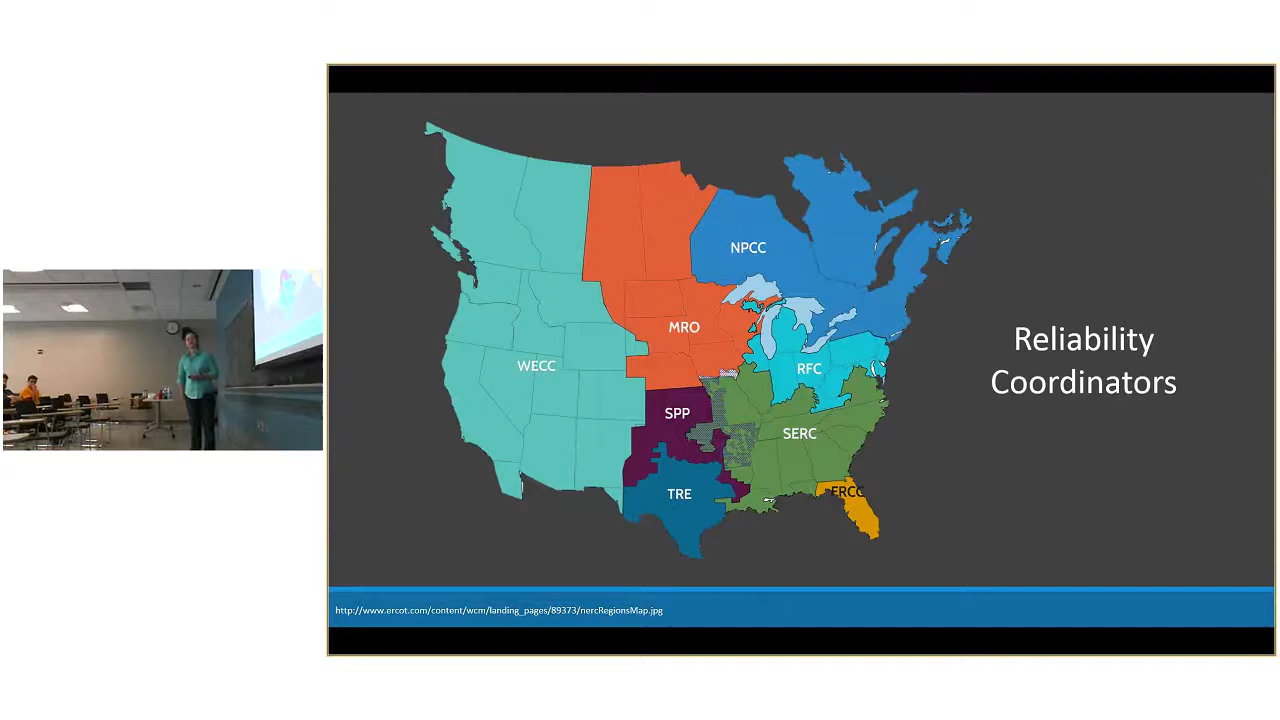 NPCC
MRO
WECC
RFC
SPP
SERC
TRE
FRCC
Reliability
Coordinators
http://www.ercot.com/content/wcm/landing_pages/89373/nercRegionsMap.jpg